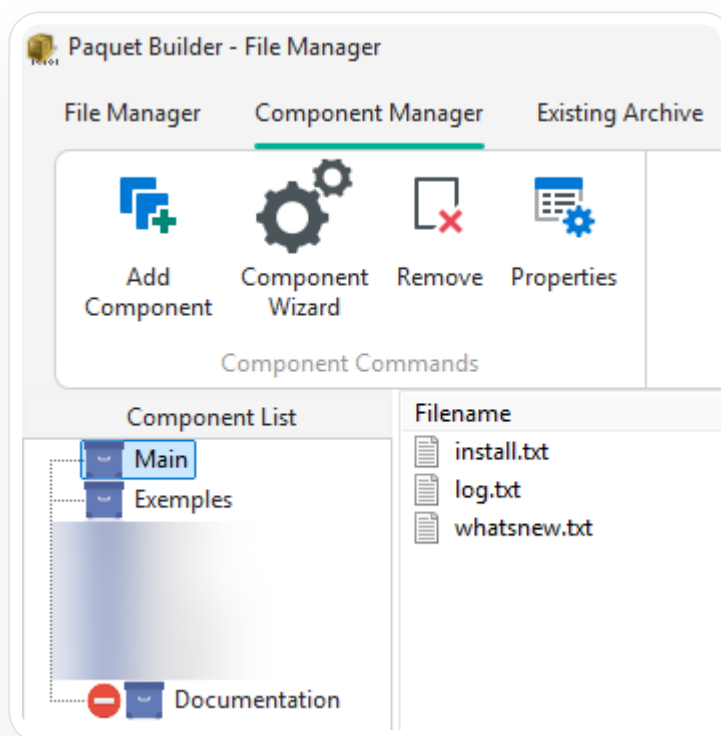 Paquet Builder - File Manager
File Manager Component Manager Existing Archive
Add Component
Component Wizard
Remove
Properties
Component Commands
Component List
Main
Exemples
Documentation
Filename
install.txt
log.txt
whatsnew.txt